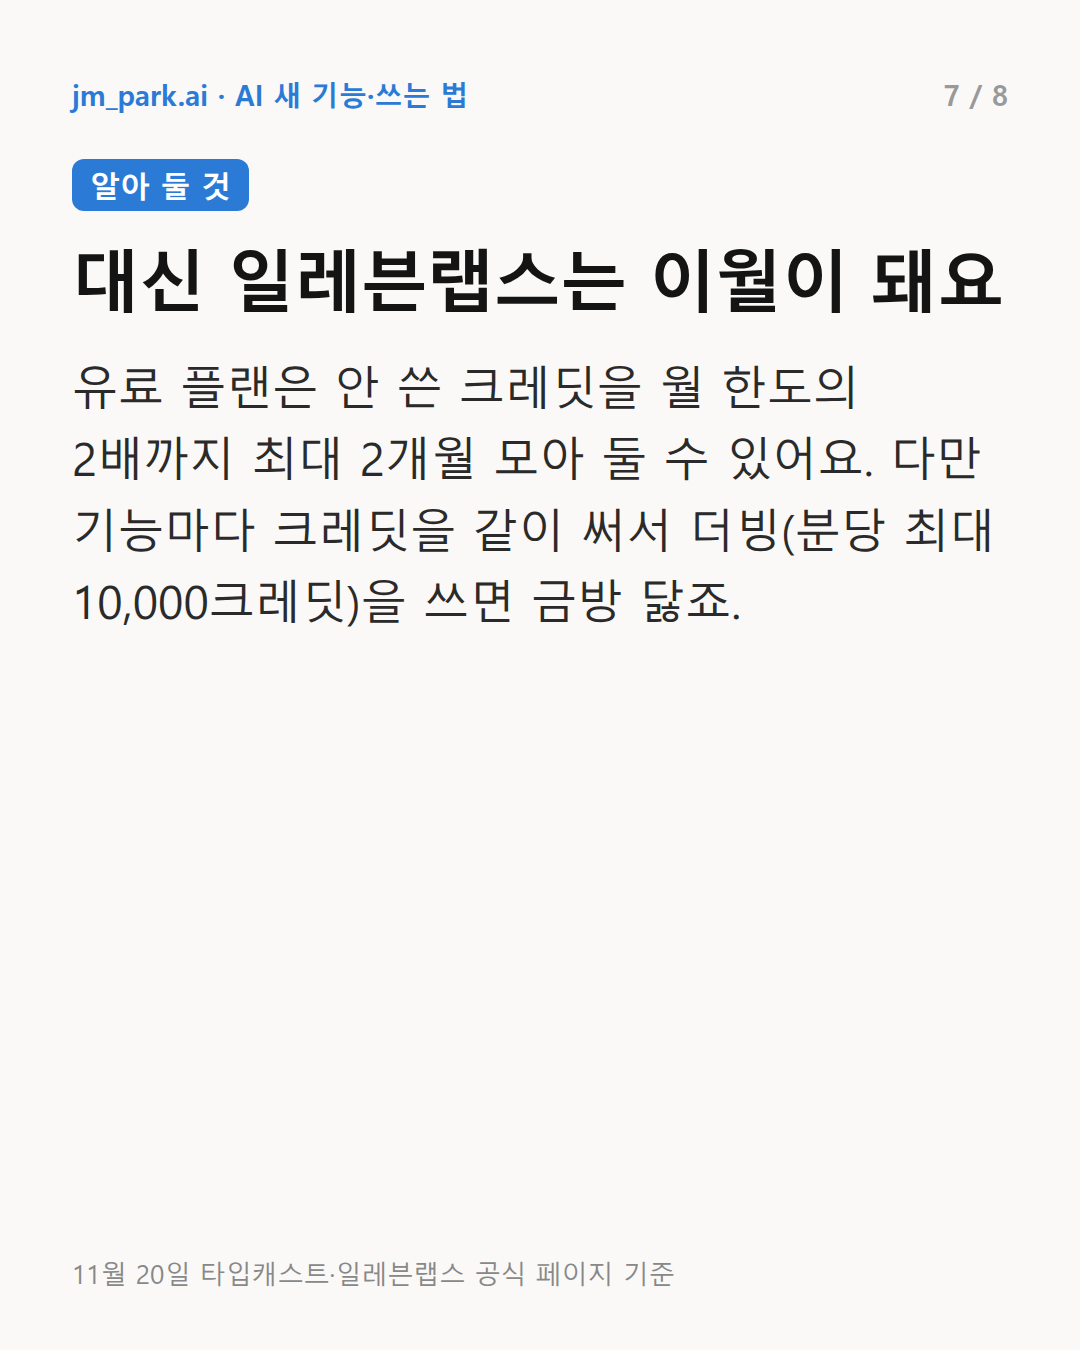 jm_park.ai · AI 새 기능·쓰는 법
7 / 8
알아 둘 것
대신 일레븐랩스는 이월이 돼요
유료 플랜은 안 쓴 크레딧을 월 한도의
2배까지 최대 2개월 모아 둘 수 있어요. 다만
기능마다 크레딧을 같이 써서 더빙(분당 최대
10,000크레딧)을 쓰면 금방 닳죠.
11월 20일 타입캐스트·일레븐랩스 공식 페이지 기준